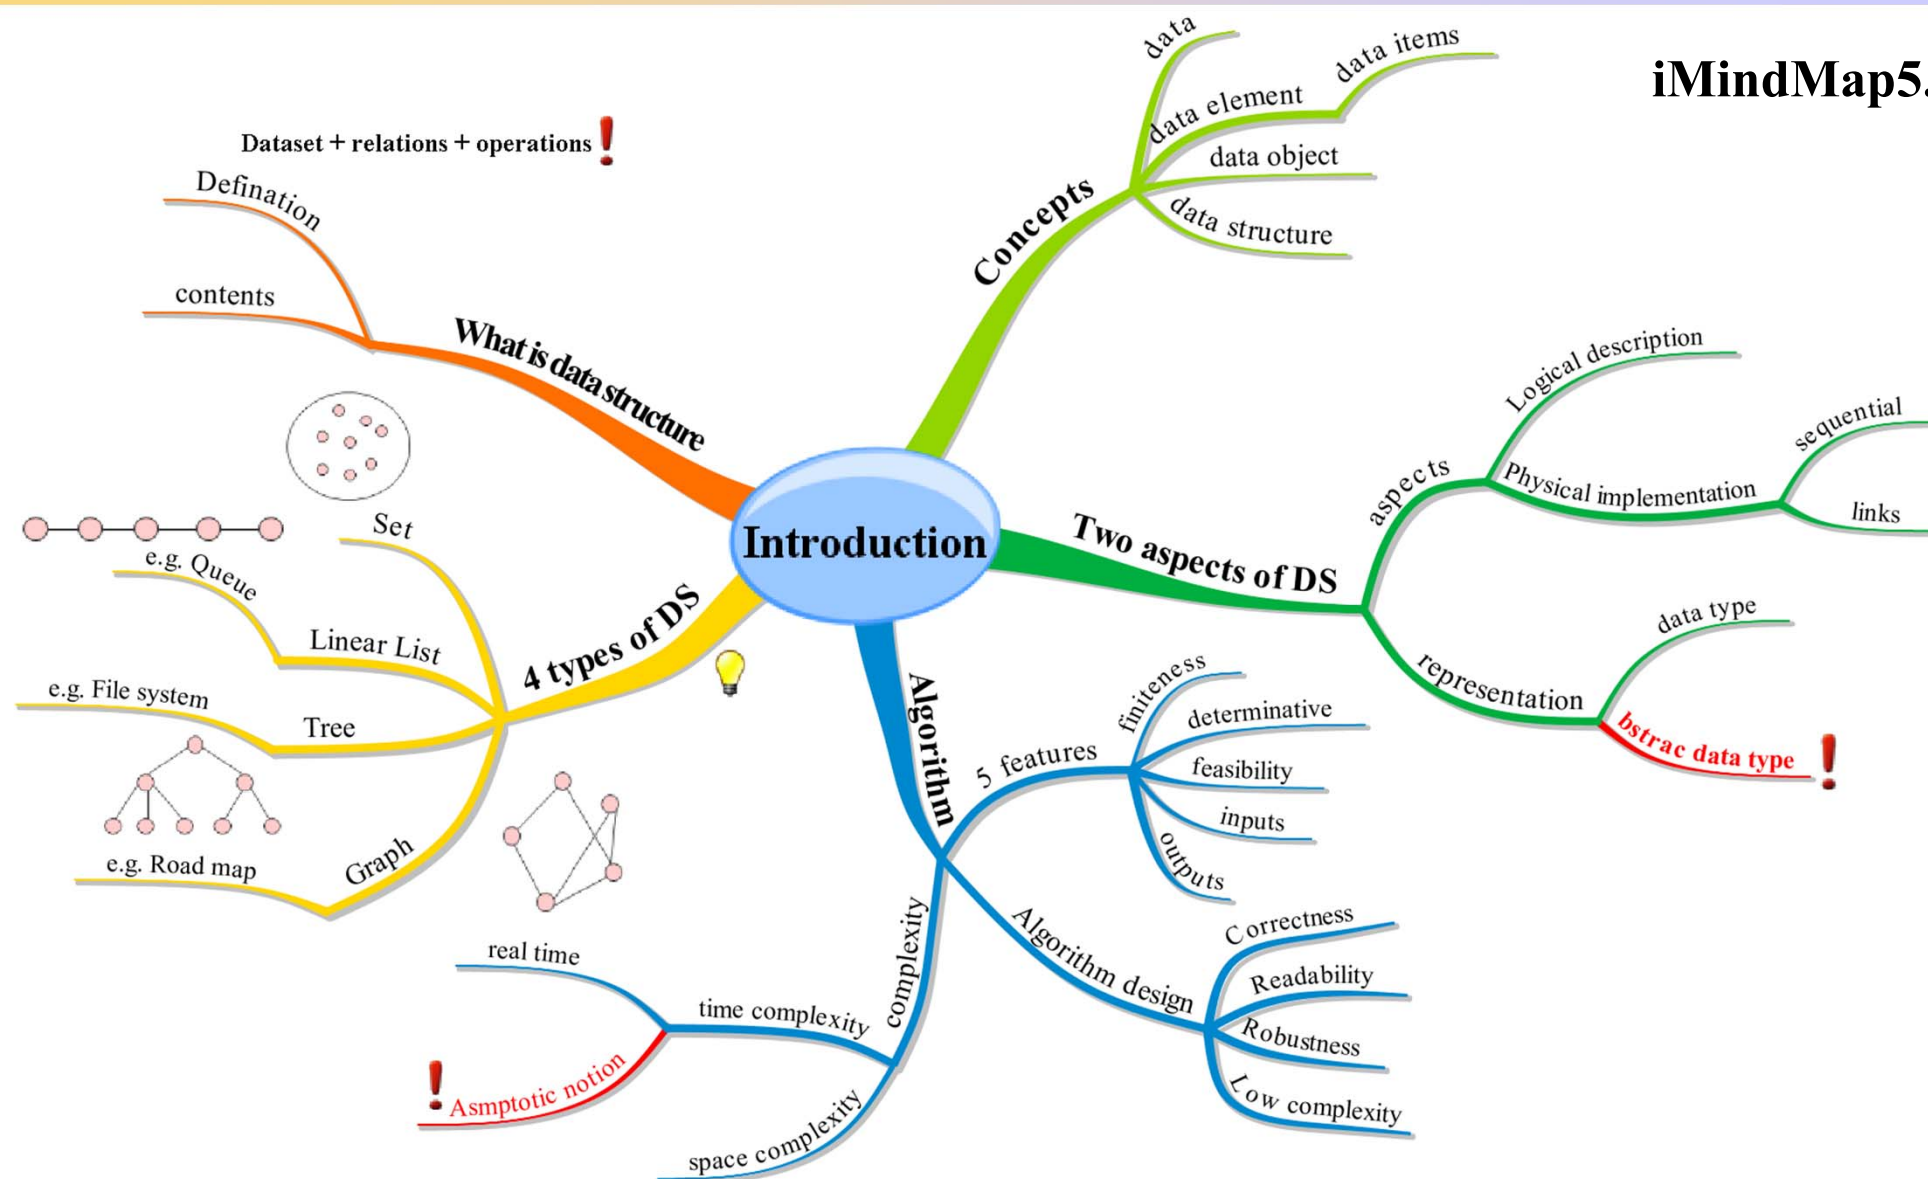 iMindMap5.
Dataset + relations + operations
Introduction
What is data structure
Defination
contents
Concepts
data
data element
data items
data object
data structure
Two aspects of DS
aspects
Logical description
Physical implementation
sequential
links
representation
data type
bstrac data type
4 types of DS
Set
Linear List
e.g. Queue
Tree
e.g. File system
Graph
e.g. Road map
Algorithm
5 features
finiteness
determinative
feasibility
inputs
outputs
Algorithm design
Correctness
Readability
Robustness
Low complexity
complexity
time complexity
real time
Asmptotic notion
space complexity